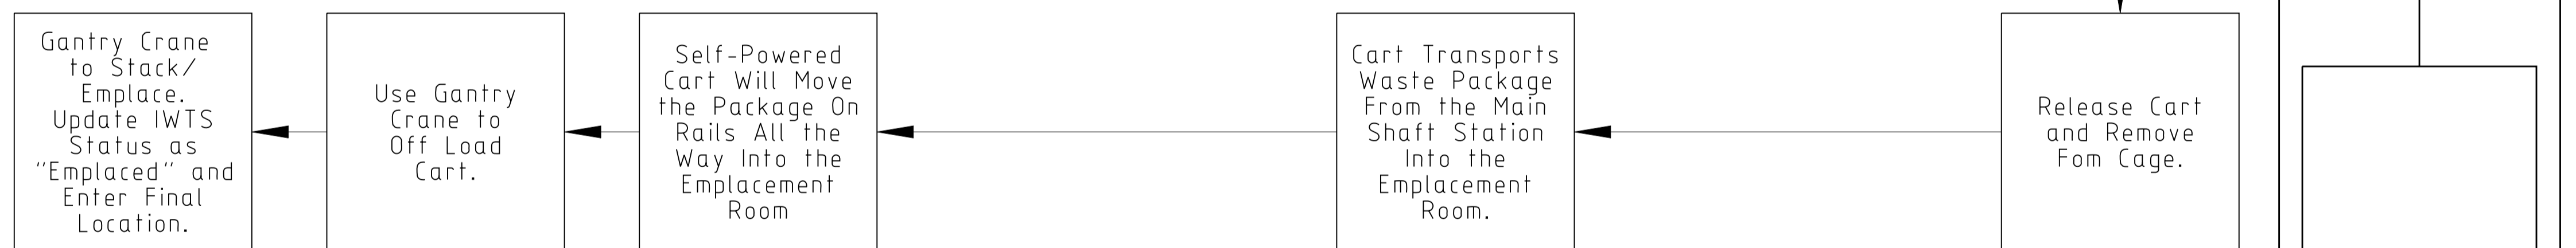 Gantry Crane
to Stack/
Emplace.
Update IWTS
Status as
"Emplaced" and
Enter Final
Location.
Use Gantry
Crane to
Off Load
Cart.
Self-Powered
Cart Will Move
the Package On
Rails All the
Way Into the
Emplacement
Room
Cart Transports
Waste Package
From the Main
Shaft Station
Into the
Emplacement
Room.
Release Cart
and Remove
Fom Cage.